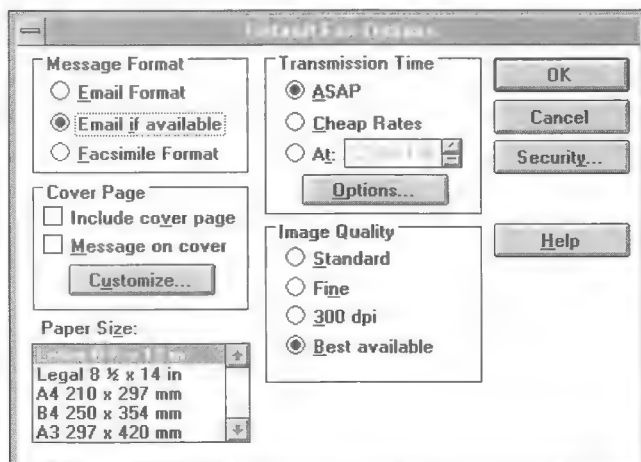 Message Format
Email Format
Email if available
Facsimile Format
Cover Page
Include cover page
Message on cover
Customize...
Paper Size:
Legal 8 ½ x 14 in
A4 210 x 297 mm
B4 250 x 354 mm
A3 297 x 420 mm
Transmission Time
ASAP
Cheap Rates
At:
Options...
Image Quality
Standard
Fine
300 dpi
Best available
OK
Cancel
Security...
Help